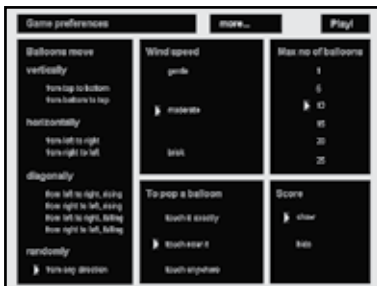 Game preferences
more...
Play!
Balloons move
vertically
from top to bottom
from bottom to top
horizontally
from left to right
from right to left
diagonally
from left to right, rising
from right to left, rising
from left to right, falling
from right to left, falling
randomly
from any direction
Wind speed
gentle
moderate
brisk
Max no of balloons
1
5
10
15
20
25
To pop a balloon
touch it exactly
touch near it
touch anywhere
Score
show
hide